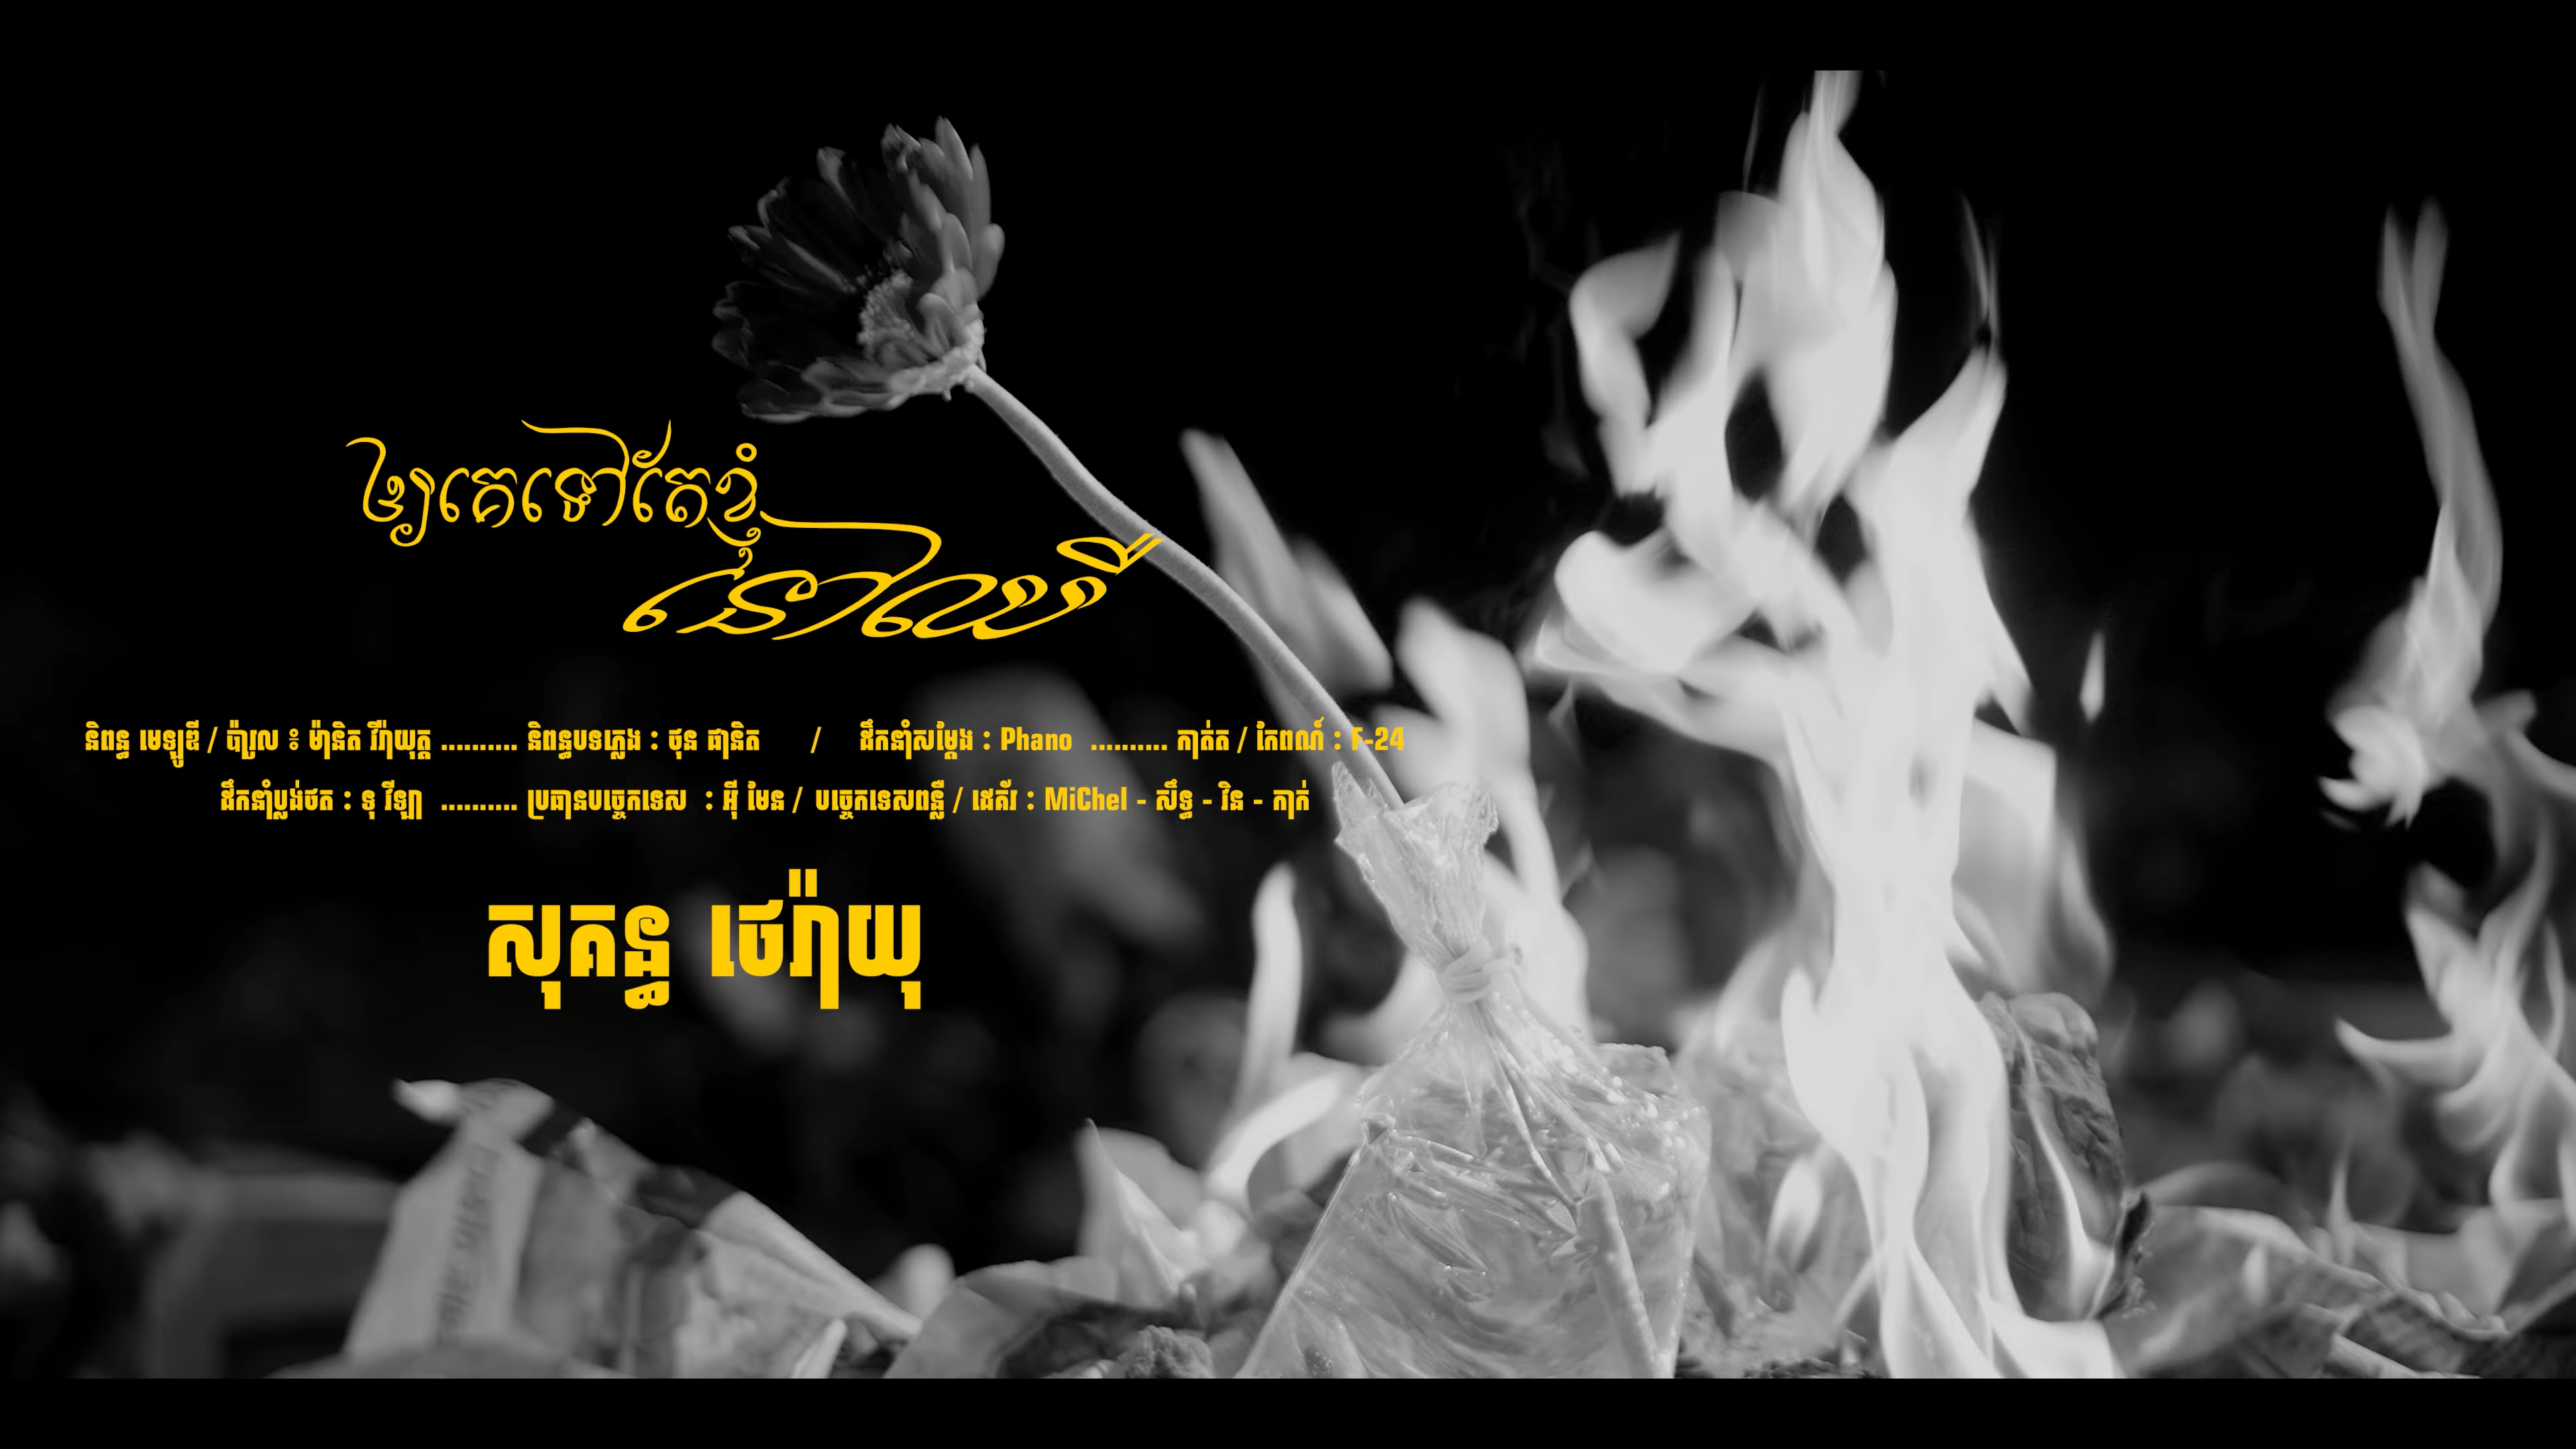 ឲ្យគេទៅតែខ្ញុំ
នៅឈឺ
និពន្ធ មេឡូឌី / ប៉ារូល ៖ ម៉ានិត វីរ៉ាយុត្ត .......... និពន្ធបទភ្លេង : ថុន ផានិត / ដឹកនាំសម្តែង : Phano .......... កាត់ត / កែពណ៌ : F-24
ដឹកនាំប្លង់ថត : ទុ វីឡា .......... ប្រធានបច្ចេកទេស : អ៊ី ម៉ែន / បច្ចេកទេសពន្លឺ / ដេគ័រ : MiChel - សិទ្ធ - វិន - កាក់
សុគន្ធ ថេរ៉ាយុ